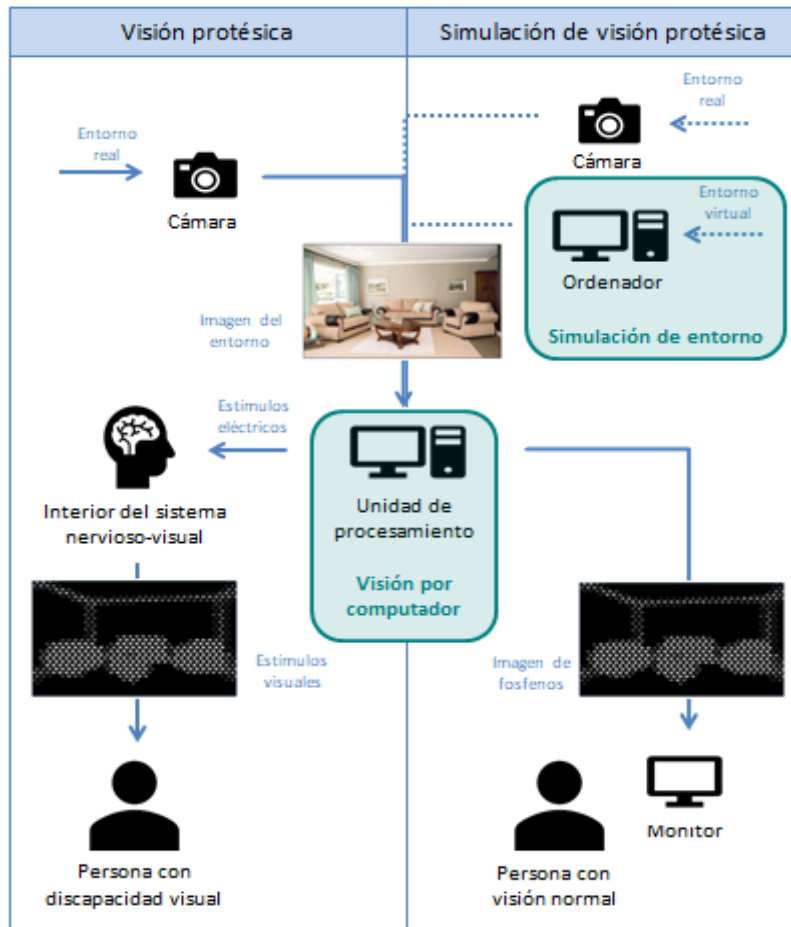 Visión protésica
Simulación de visión protésica
Entorno
real
Cámara
Entorno
real
Cámara
Entorno
virtual
Ordenador
Simulación de entorno
Imagen del
entorno
Estímulos
eléctricos
Interior del sistema
nervioso-visual
Unidad de
procesamiento
Visión por
computador
Estímulos
visuales
Imagen de
fosfenos
Persona con
discapacidad visual
Monitor
Persona con
visión normal